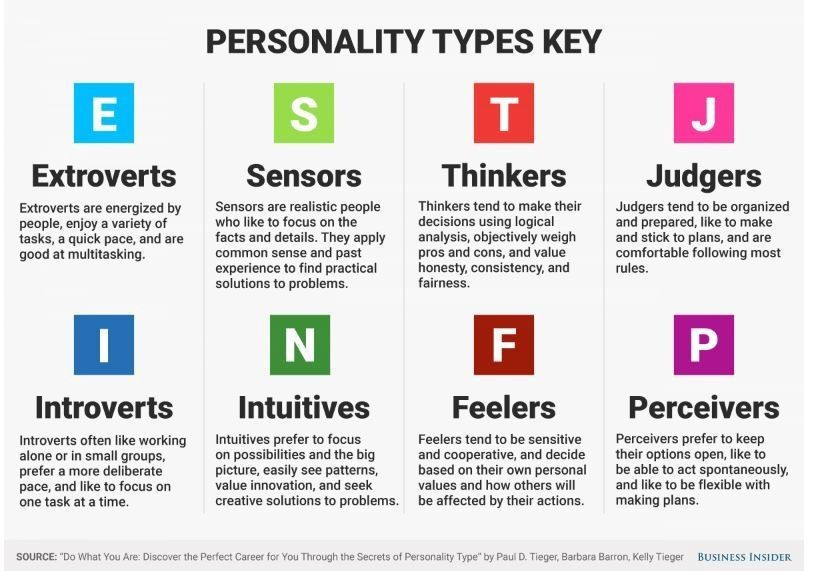 PERSONALITY TYPES KEY
E
Extroverts
Extroverts are energized by
people, enjoy a variety of
tasks, a quick pace, and are
good at multitasking.
S
Sensors
Sensors are realistic people
who like to focus on the
facts and details. They apply
common sense and past
experience to find practical
solutions to problems.
T
Thinkers
Thinkers tend to make their
decisions using logical
analysis, objectively weigh
pros and cons, and value
honesty, consistency, and
fairness.
J
Judgers
Judgers tend to be organized
and prepared, like to make
and stick to plans, and are
comfortable following most
rules.
I
Introverts
Introverts often like working
alone or in small groups,
prefer a more deliberate
pace, and like to focus on
one task at a time.
N
Intuitives
Intuitives prefer to focus
on possibilities and the big
picture, easily see patterns,
value innovation, and seek
creative solutions to problems.
F
Feelers
Feelers tend to be sensitive
and cooperative, and decide
based on their own personal
values and how others will
be affected by their actions.
P
Perceivers
Perceivers prefer to keep
their options open, like to
be able to act spontaneously,
and like to be flexible with
making plans.
SOURCE: "Do What You Are: Discover the Perfect Career for You Through the Secrets of Personality Type" by Paul D. Tieger, Barbara Barron, Kelly Tieger BUSINESS INSIDER